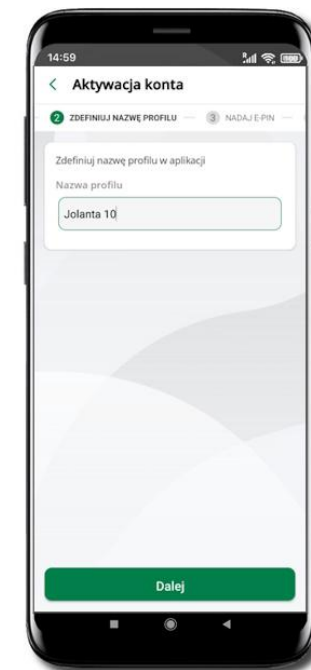 14:59
Aktywacja konta
2 ZDEFINIUJ NAZWĘ PROFILU 3 NADAJ E-PIN
Zdefiniuj nazwę profilu w aplikacji
Nazwa profilu
Jolanta 10
Dalej